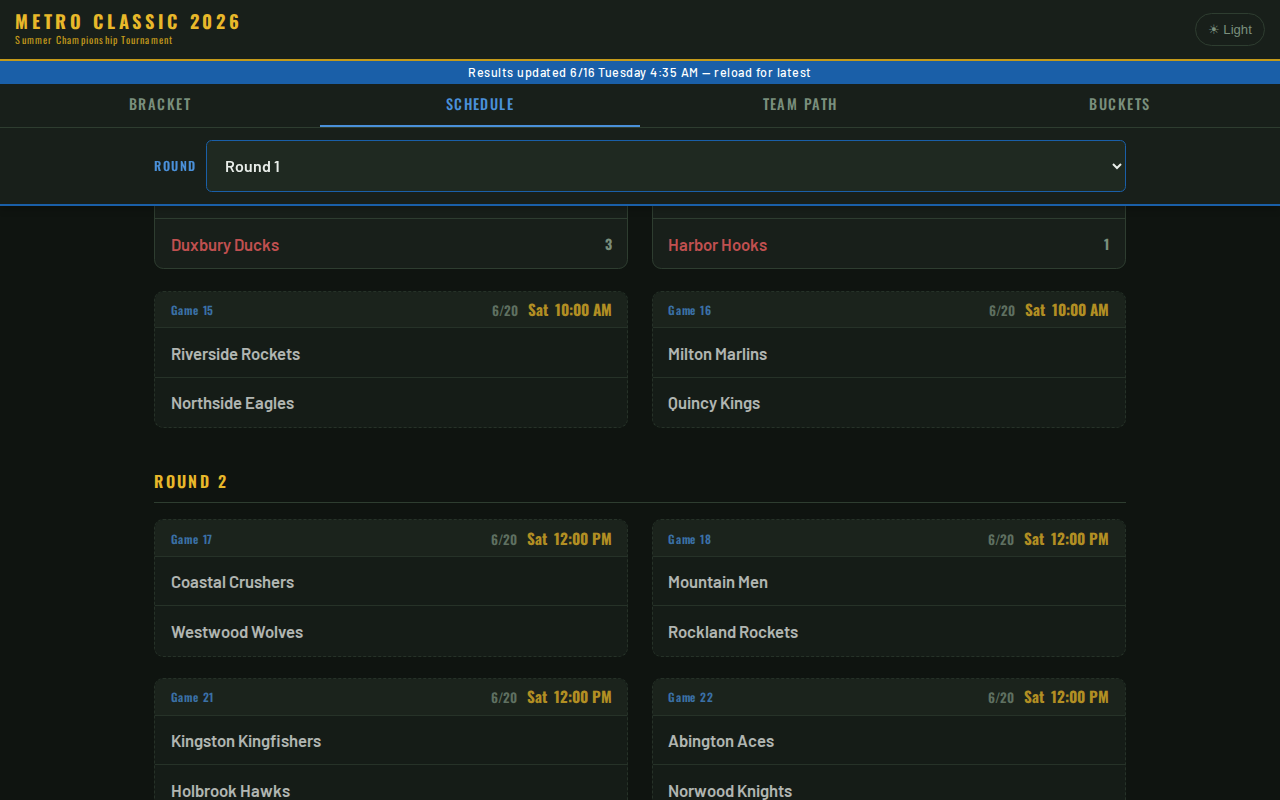 METRO CLASSIC 2026
Summer Championship Tournament
☀ Light
Results updated 6/16 Tuesday 4:35 AM — reload for latest
BRACKET SCHEDULE TEAM PATH BUCKETS
ROUND Round 1
Duxbury Ducks 3 Harbor Hooks 1
Game 15 6/20 Sat 10:00 AM Game 16 6/20 Sat 10:00 AM
Riverside Rockets Milton Marlins
Northside Eagles Quincy Kings
ROUND 2
Game 17 6/20 Sat 12:00 PM Game 18 6/20 Sat 12:00 PM
Coastal Crushers Mountain Men
Westwood Wolves Rockland Rockets
Game 21 6/20 Sat 12:00 PM Game 22 6/20 Sat 12:00 PM
Kingston Kingfishers Abington Aces
Holbrook Hawks Norwood Knights